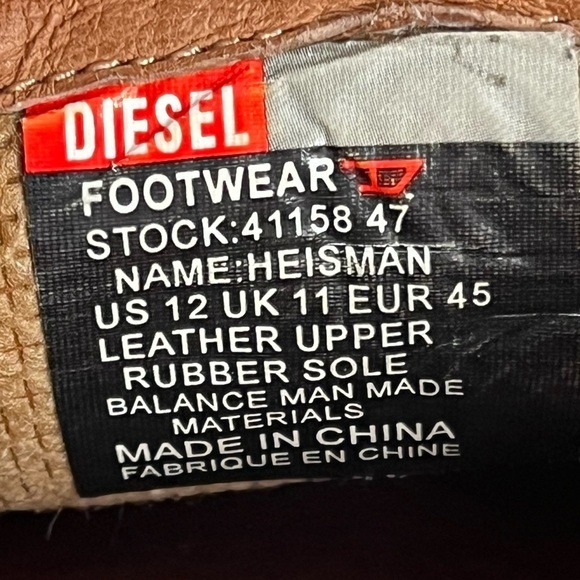 DIESEL
FOOTWEAR
STOCK:41158 47
NAME:HEISMAN
US 12 UK 11 EUR 45
LEATHER UPPER
RUBBER SOLE
BALANCE MAN MADE
MATERIALS
MADE IN CHINA
FABRIQUE EN CHINE